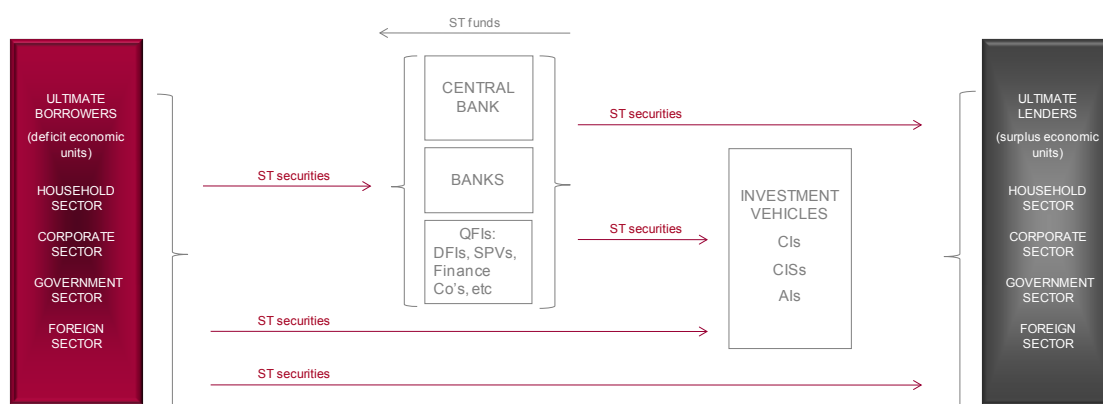 ST funds
ULTIMATE
BORROWERS
(deficit economic
units)
HOUSEHOLD
SECTOR
CORPORATE
SECTOR
GOVERNMENT
SECTOR
FOREIGN
SECTOR
ST securities
CENTRAL
BANK
BANKS
QFIs:
DFIs, SPVs,
Finance
Co's, etc
ST securities
ST securities
INVESTMENT
VEHICLES
CIs
CISs
AIs
ST securities
ST securities
ULTIMATE
LENDERS
(surplus economic
units)
HOUSEHOLD
SECTOR
CORPORATE
SECTOR
GOVERNMENT
SECTOR
FOREIGN
SECTOR